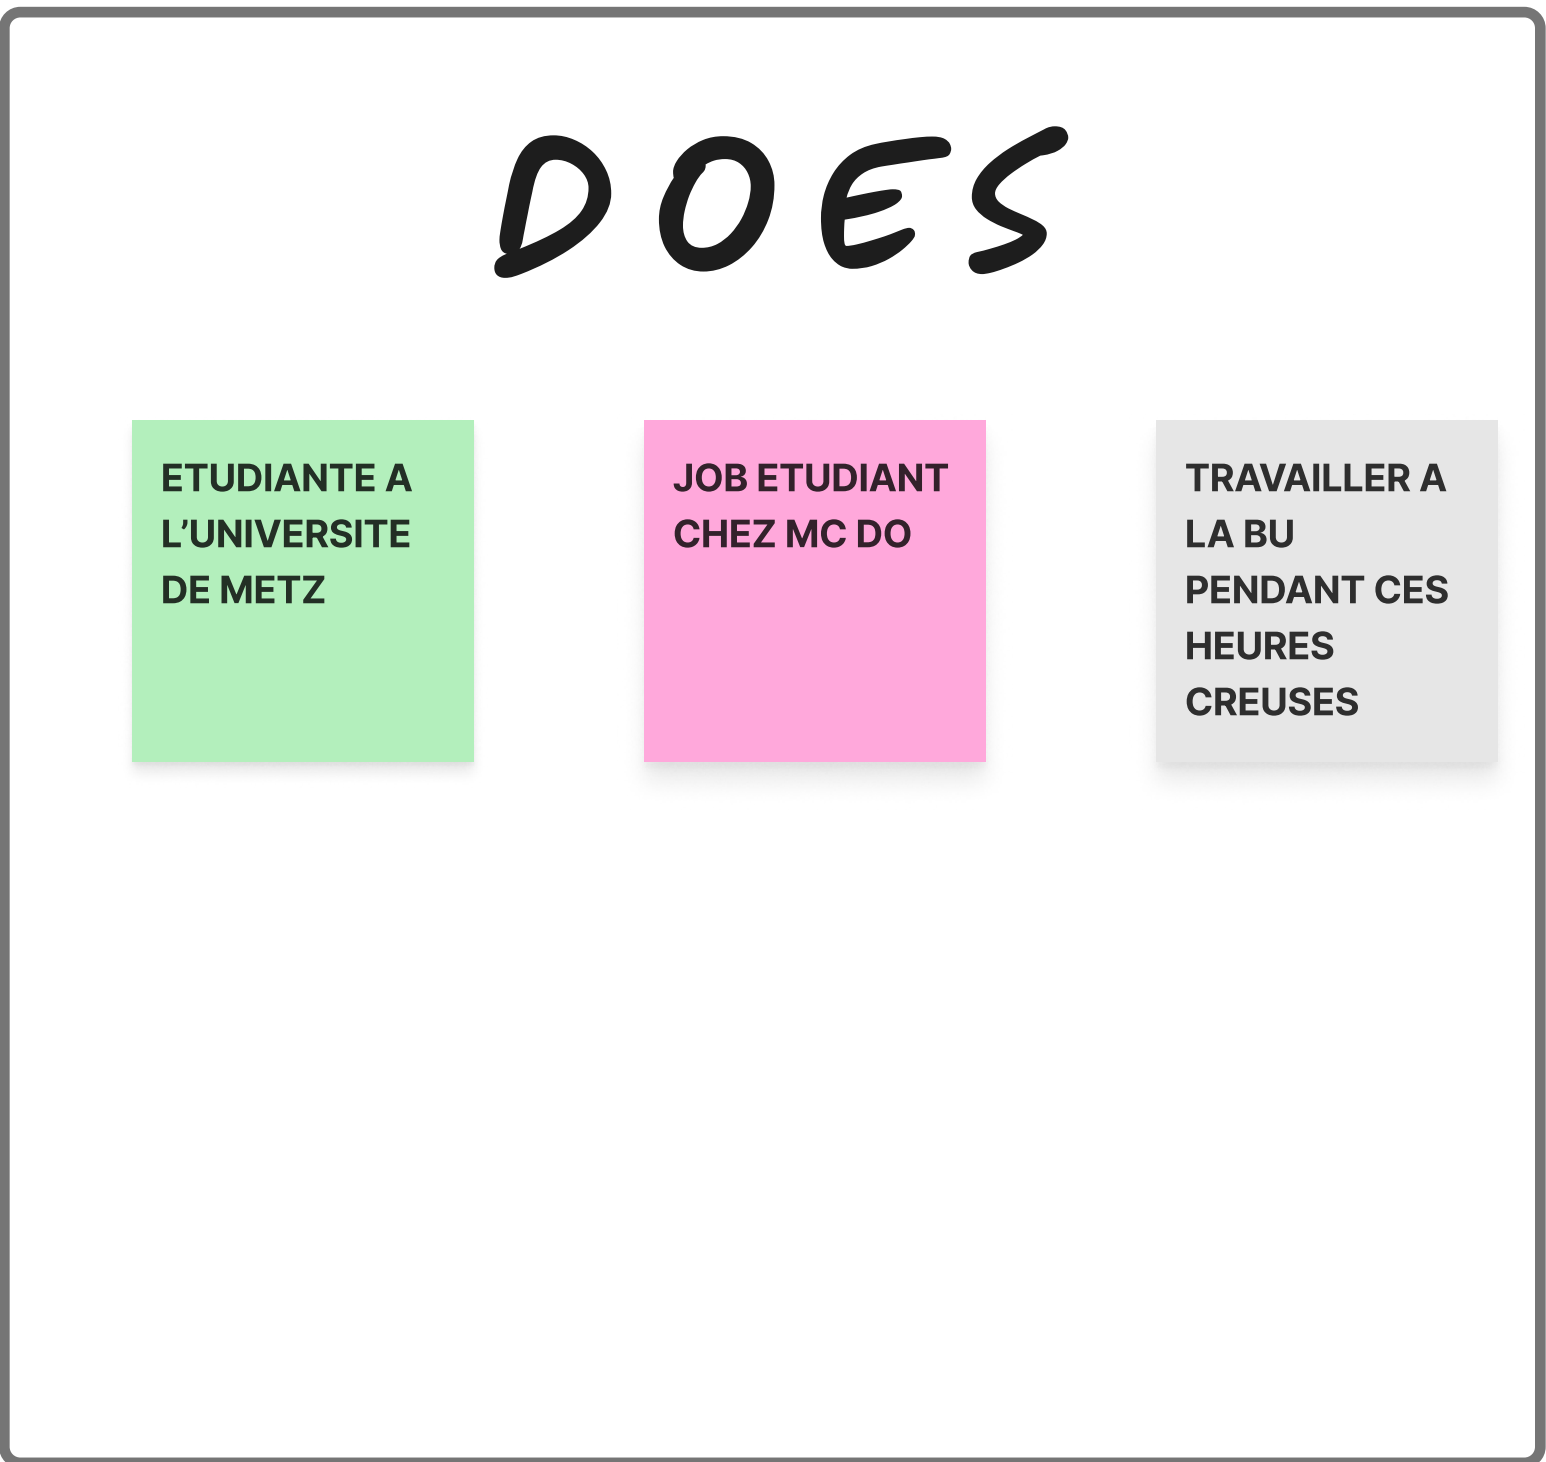 DOES
ETUDIANTE A
L’UNIVERSITE
DE METZ
JOB ETUDIANT
CHEZ MC DO
TRAVAILLER A
LA BU
PENDANT CES
HEURES
CREUSES